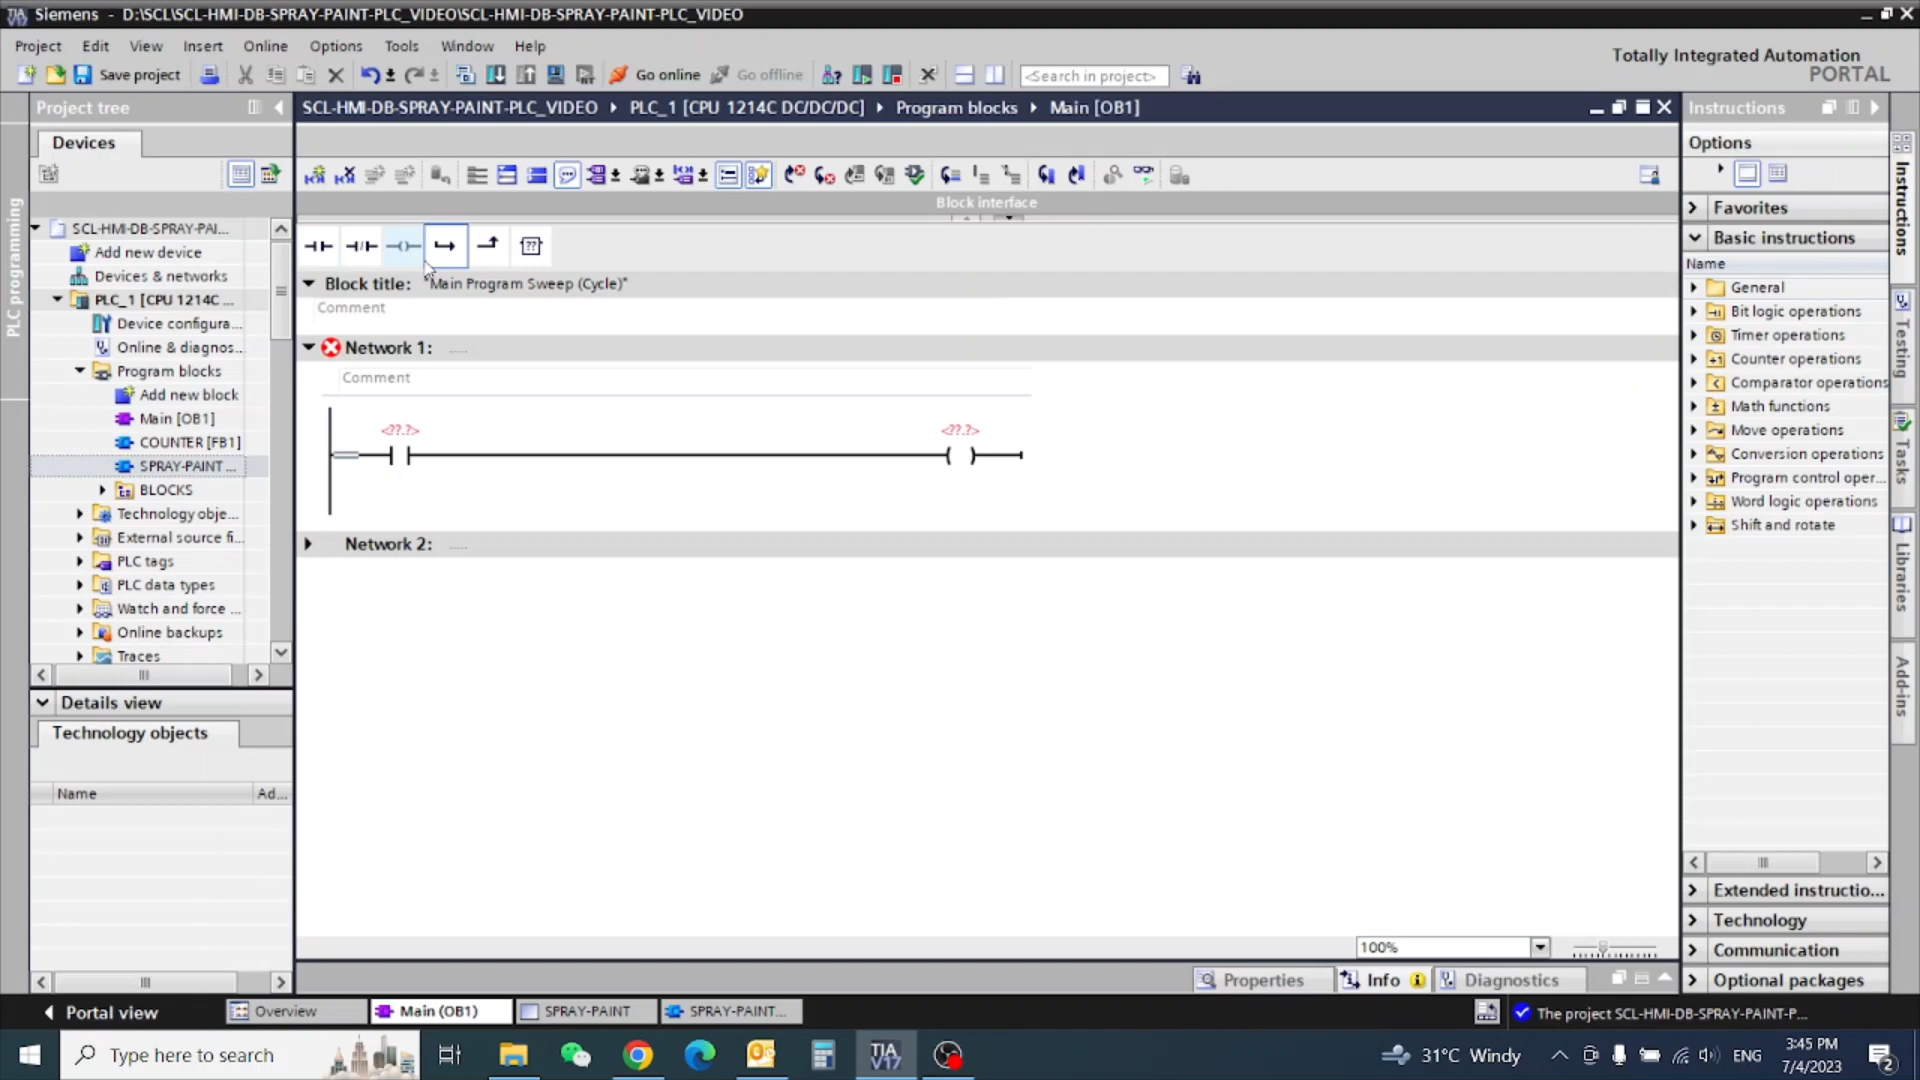 Siemens - D:\SCL\SCL-HMI-DB-SPRAY-PAINT-PLC_VIDEO\SCL-HMI-DB-SPRAY-PAINT-PLC_VIDEO
Project Edit View Insert Online Options Tools Window Help
Totally Integrated Automation
PORTAL
Save project
Go online
Go offline
<Search in project>
Project tree
SCL-HMI-DB-SPRAY-PAINT-PLC_VIDEO PLC_1 [CPU 1214C DC/DC/DC] Program blocks Main [OB1]
Instructions
Devices
Options
Block interface
PLC programming
SCL-HMI-DB-SPRAY-PAI...
Add new device
Devices & networks
PLC_1 [CPU 1214C ...
Device configura...
Online & diagnos...
Program blocks
Add new block
Main [OB1]
COUNTER [FB1]
SPRAY-PAINT ...
BLOCKS
Technology obje...
External source fi...
PLC tags
PLC data types
Watch and force ...
Online backups
Traces
Details view
Technology objects
Name Ad...
??
Block title: "Main Program Sweep (Cycle)"
Comment
Network 1: .....
Comment
<??.?>
<??.?>
Network 2: .....
100%
Properties Info Diagnostics
Favorites
Basic instructions
Name
General
Bit logic operations
Timer operations
Counter operations
Comparator operations
Math functions
Move operations
Conversion operations
Program control oper...
Word logic operations
Shift and rotate
Extended instructio...
Technology
Communication
Optional packages
Instructions
Testing
Tasks
Libraries
Add-ins
Portal view
Overview
Main (OB1)
SPRAY-PAINT
SPRAY-PAINT...
The project SCL-HMI-DB-SPRAY-PAINT-P...
Type here to search
TIA
V17
31°C Windy
ENG
3:45 PM
7/4/2023
2